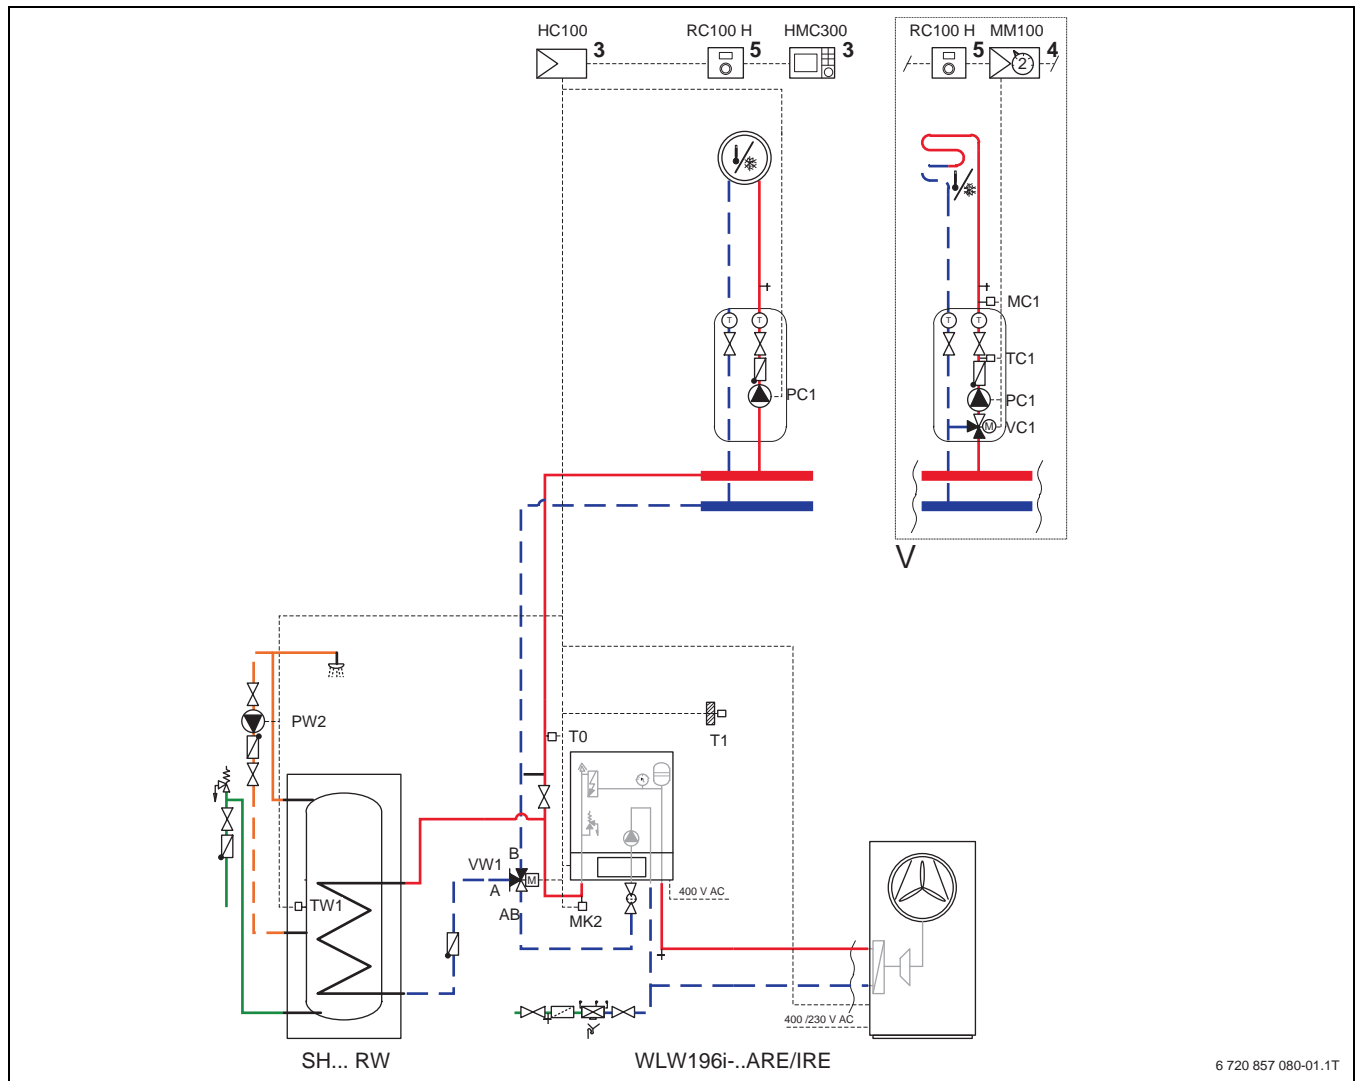 HC100 RC100 H HMC300 RC100 H MM100
3 5 3 5 2 4
T T T T
MC1
TC1
PC1 PC1
M VC1
V
PW2 T0 T1
B
VW1 M
A
400 V AC
TW1 AB MK2
400 /230 V AC
SH... RW WLW196i-..ARE/IRE
6 720 857 080-01.1T